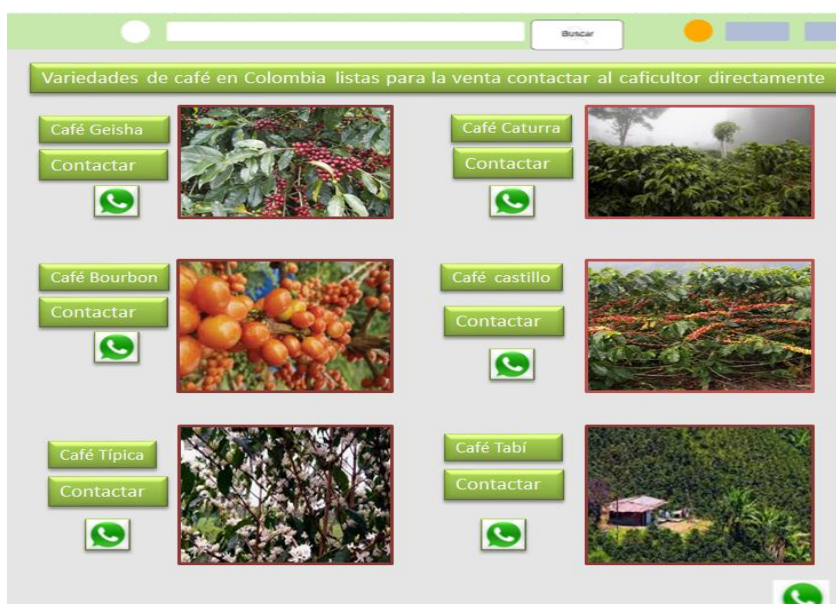 Buscar
Variedades de café en Colombia listas para la venta contactar al caficultor directamente
Café Geisha
Contactar
Café Caturra
Contactar
Café Bourbon
Contactar
Café castillo
Contactar
Café Típica
Contactar
Café Tabí
Contactar